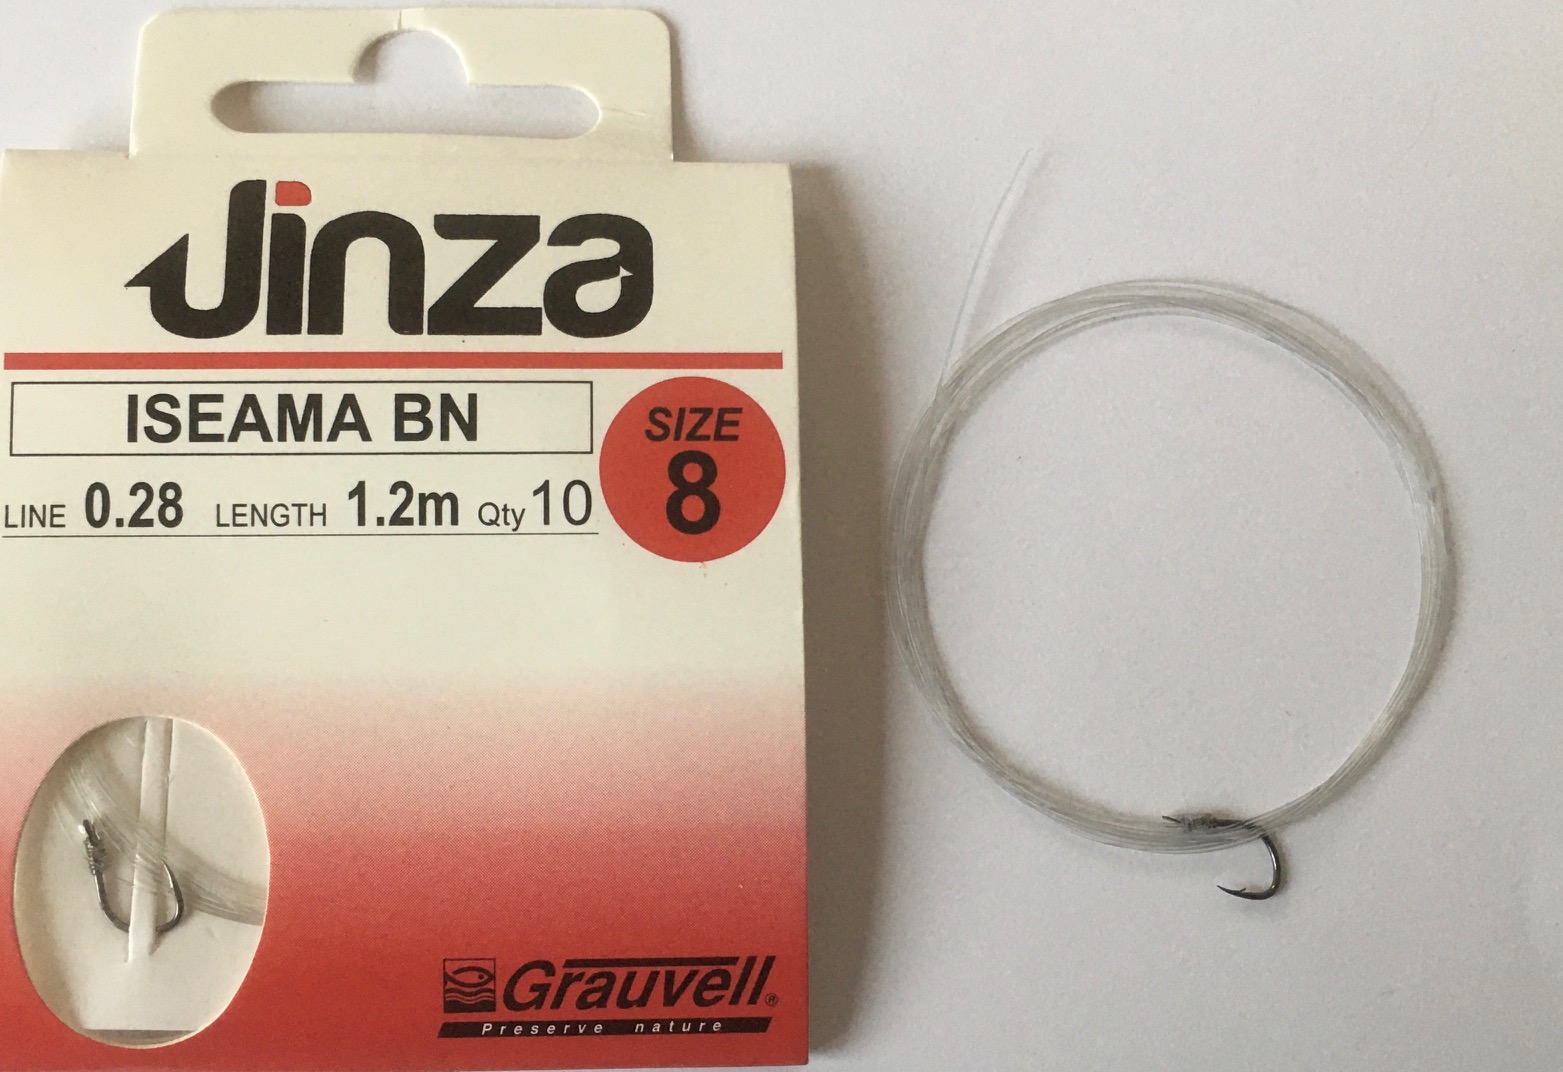 Jinza
ISEAMA BN
SIZE
8
LINE 0.28 LENGTH 1.2m Qty 10
Grauvell®
Preserve nature